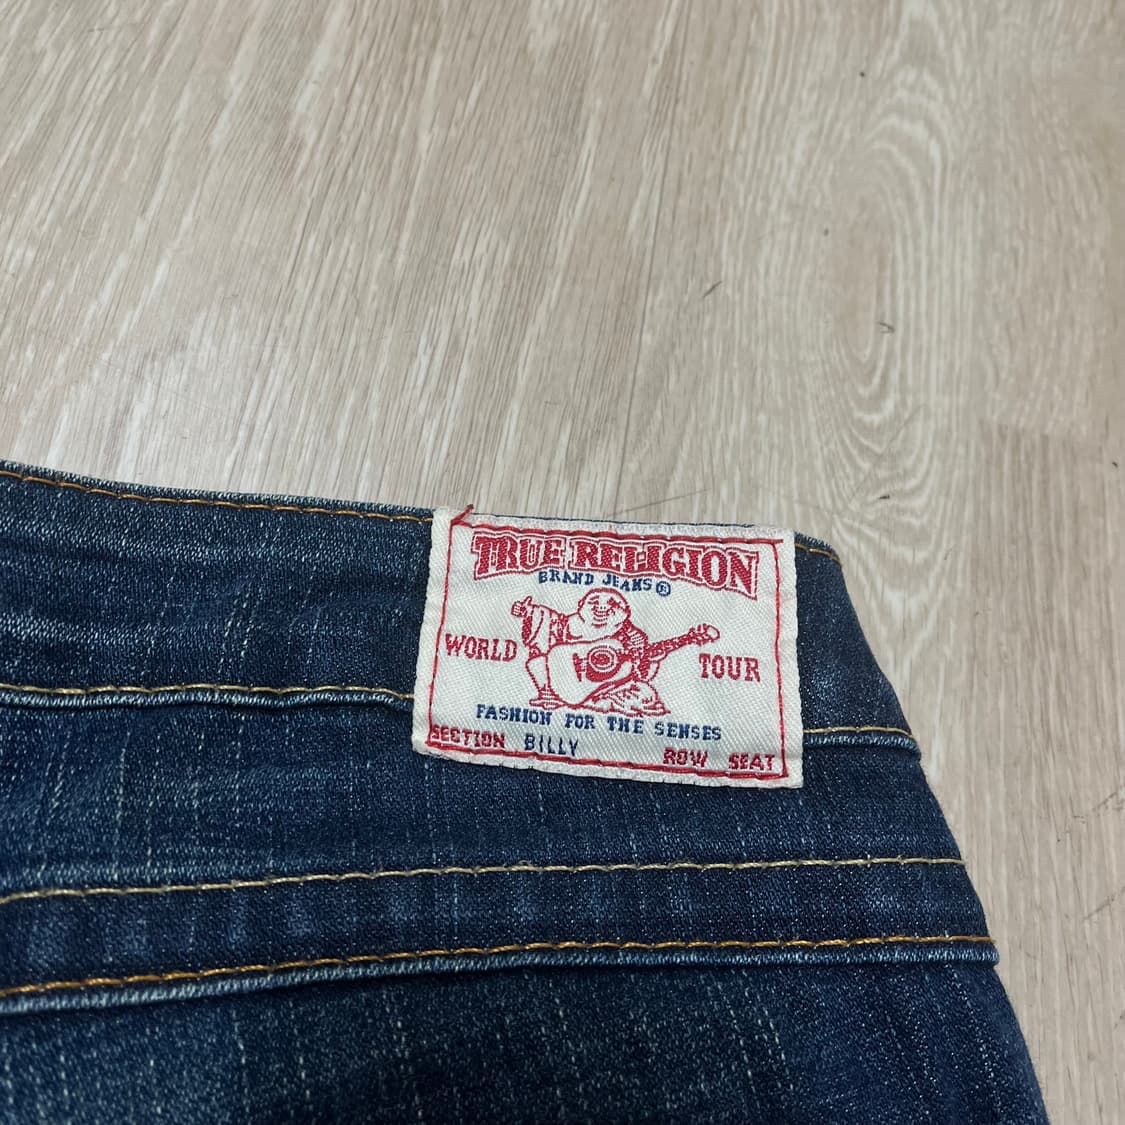 TRUE RELIGION
BRAND JEANS®
WORLD TOUR
FASHION FOR THE SENSES
SECTION BILLY ROW SEAT